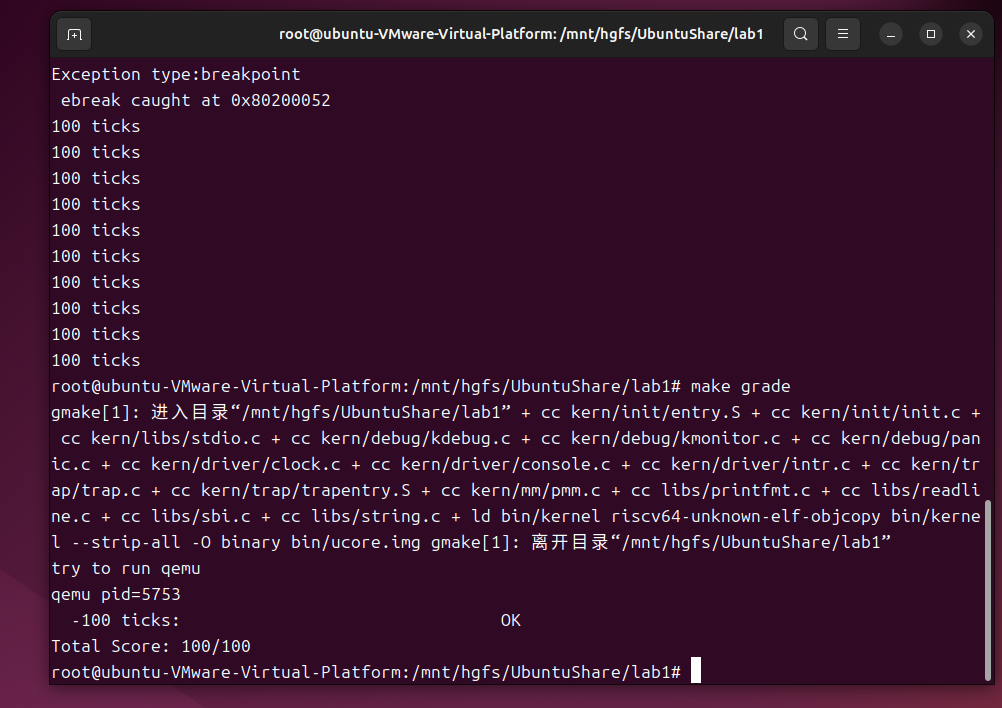 root@ubuntu-VMware-Virtual-Platform: /mnt/hgfs/UbuntuShare/lab1
Exception type:breakpoint
 ebreak caught at 0x80200052
100 ticks
100 ticks
100 ticks
100 ticks
100 ticks
100 ticks
100 ticks
100 ticks
100 ticks
100 ticks
root@ubuntu-VMware-Virtual-Platform:/mnt/hgfs/UbuntuShare/lab1# make grade
gmake[1]: 进入目录“/mnt/hgfs/UbuntuShare/lab1” + cc kern/init/entry.S + cc kern/init/init.c +
 cc kern/libs/stdio.c + cc kern/debug/kdebug.c + cc kern/debug/kmonitor.c + cc kern/debug/pan
ic.c + cc kern/driver/clock.c + cc kern/driver/console.c + cc kern/driver/intr.c + cc kern/tr
ap/trap.c + cc kern/trap/trapentry.S + cc kern/mm/pmm.c + cc libs/printfmt.c + cc libs/readli
ne.c + cc libs/sbi.c + cc libs/string.c + ld bin/kernel riscv64-unknown-elf-objcopy bin/kerne
l --strip-all -O binary bin/ucore.img gmake[1]: 离开目录“/mnt/hgfs/UbuntuShare/lab1”
try to run qemu
qemu pid=5753
  -100 ticks:                                OK
Total Score: 100/100
root@ubuntu-VMware-Virtual-Platform:/mnt/hgfs/UbuntuShare/lab1#